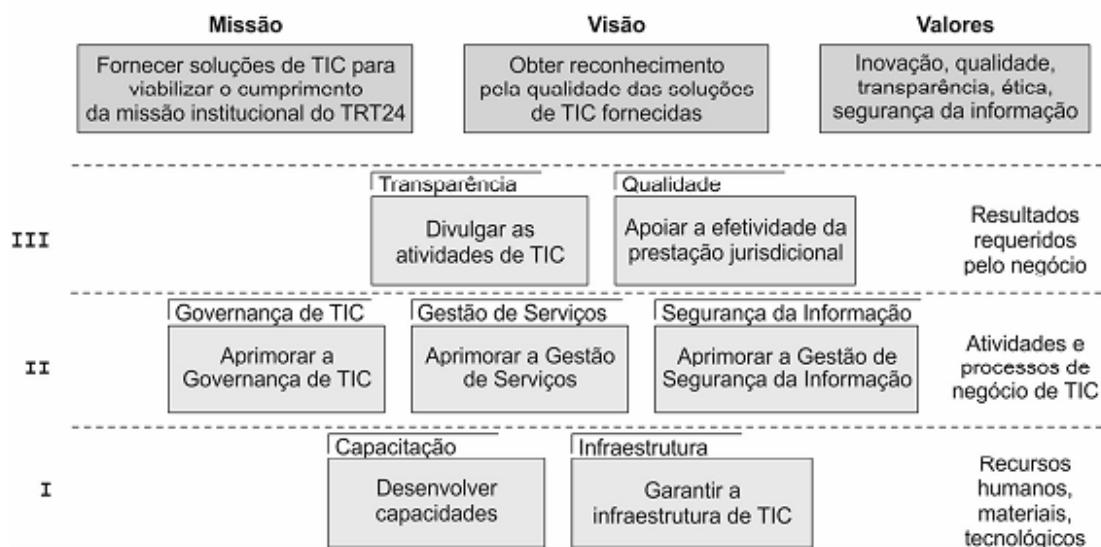 Missão
Visão
Valores
Fornecer soluções de TIC para
viabilizar o cumprimento
da missão institucional do TRT24
Obter reconhecimento
pela qualidade das soluções
de TIC fornecidas
Inovação, qualidade,
transparência, ética,
segurança da informação
III
Transparência
Divulgar as
atividades de TIC
Qualidade
Apoiar a efetividade da
prestação jurisdicional
Resultados
requeridos
pelo negócio
II
Governança de TIC
Aprimorar a
Governança de TIC
Gestão de Serviços
Aprimorar a Gestão
de Serviços
Segurança da Informação
Aprimorar a Gestão de
Segurança da Informação
Atividades e
processos de
negócio de TIC
I
Capacitação
Desenvolver
capacidades
Infraestrutura
Garantir a
infraestrutura de TIC
Recursos
humanos,
materiais,
tecnológicos